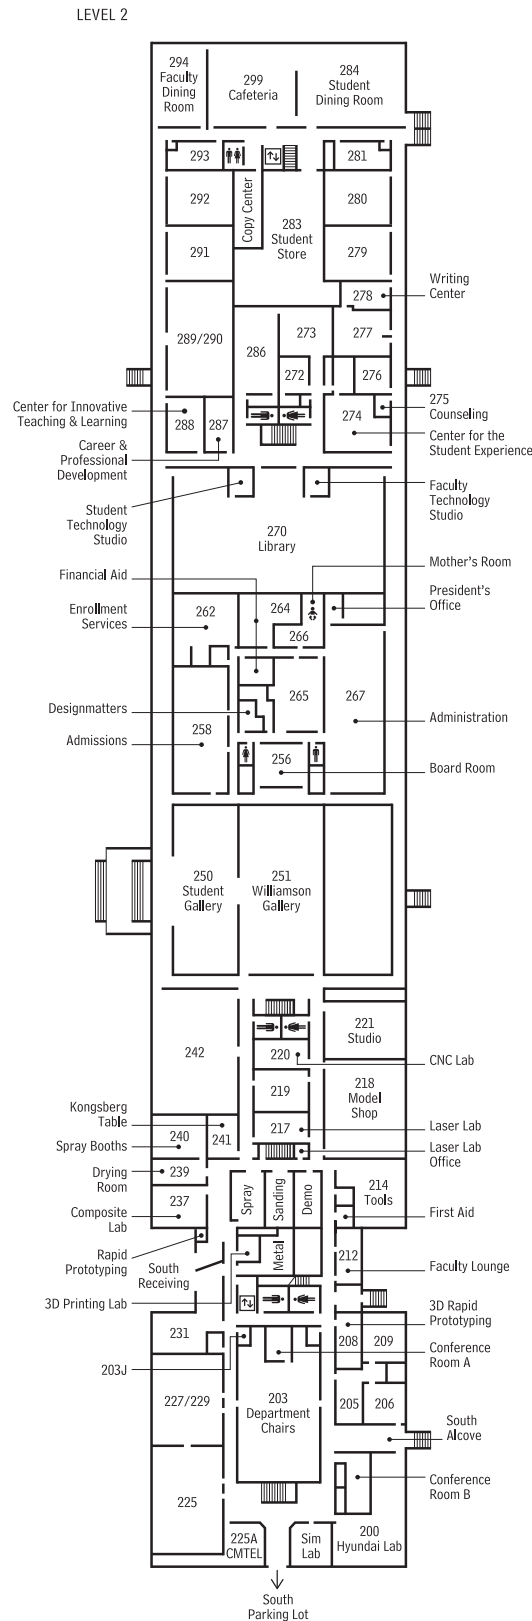 LEVEL 2
294
Faculty
Dining
Room
299
Cafeteria
284
Student
Dining Room
293
281
292
Copy Center
280
283
Student
Store
291
279
278
Writing
Center
289/290
286
273
277
272
276
Center for Innovative
Teaching & Learning
288
287
274
275
Counseling
Career &
Professional
Development
Center for the
Student Experience
Student
Technology
Studio
Faculty
Technology
Studio
270
Library
Financial Aid
Mother's Room
Enrollment
Services
262
264
266
President's
Office
265
267
Designmatters
Admissions
258
Administration
256
Board Room
250
Student
Gallery
251
Williamson
Gallery
242
221
Studio
220
CNC Lab
219
218
Model
Shop
Kongsberg
Table
241
217
Laser Lab
Spray Booths
240
Laser Lab
Office
Drying
Room
239
Spray
Sanding
Demo
214
Tools
Composite
Lab
237
First Aid
Rapid
Prototyping
South
Receiving
Metal
212
Faculty Lounge
3D Printing Lab
3D Rapid
Prototyping
231
208
209
203J
Conference
Room A
227/229
203
Department
Chairs
205
206
South
Alcove
225
Conference
Room B
225A
CMTEL
Sim
Lab
200
Hyundai Lab
South
Parking Lot